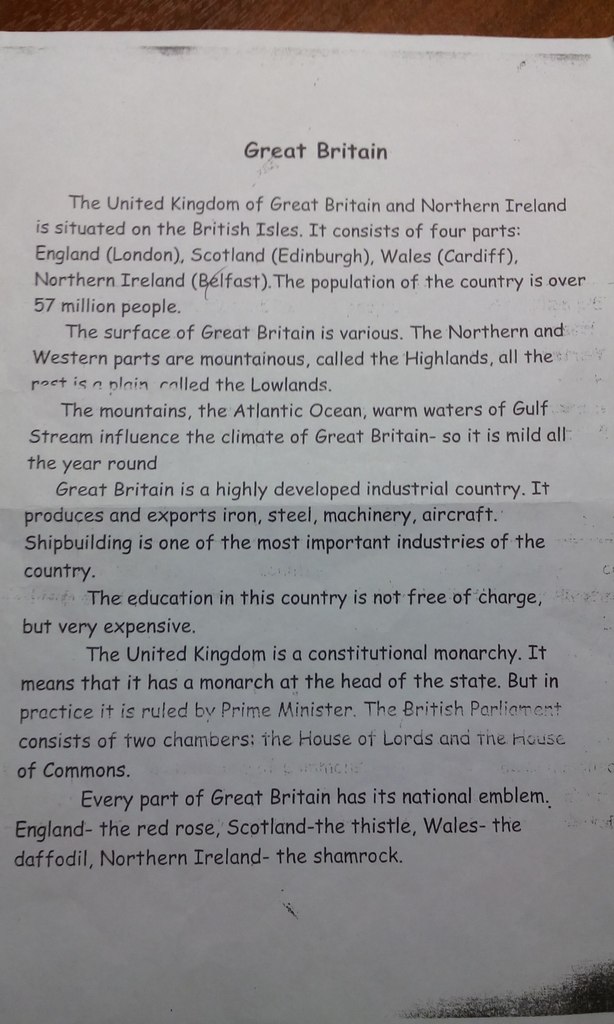 Great Britain
The United Kingdom of Great Britain and Northern Ireland
is situated on the British Isles. It consists of four parts:
England (London), Scotland (Edinburgh), Wales (Cardiff),
Northern Ireland (Belfast).The population of the country is over
57 million people.
The surface of Great Britain is various. The Northern and
Western parts are mountainous, called the Highlands, all the
rest is a plain called the Lowlands.
The mountains, the Atlantic Ocean, warm waters of Gulf
Stream influence the climate of Great Britain- so it is mild all
the year round
Great Britain is a highly developed industrial country. It
produces and exports iron, steel, machinery, aircraft.
Shipbuilding is one of the most important industries of the
country.
The education in this country is not free of charge,
but very expensive.
The United Kingdom is a constitutional monarchy. It
means that it has a monarch at the head of the state. But in
practice it is ruled by Prime Minister. The British Parliament
consists of two chambers: the House of Lords and the House
of Commons.
Every part of Great Britain has its national emblem.
England- the red rose, Scotland-the thistle, Wales- the
daffodil, Northern Ireland- the shamrock.